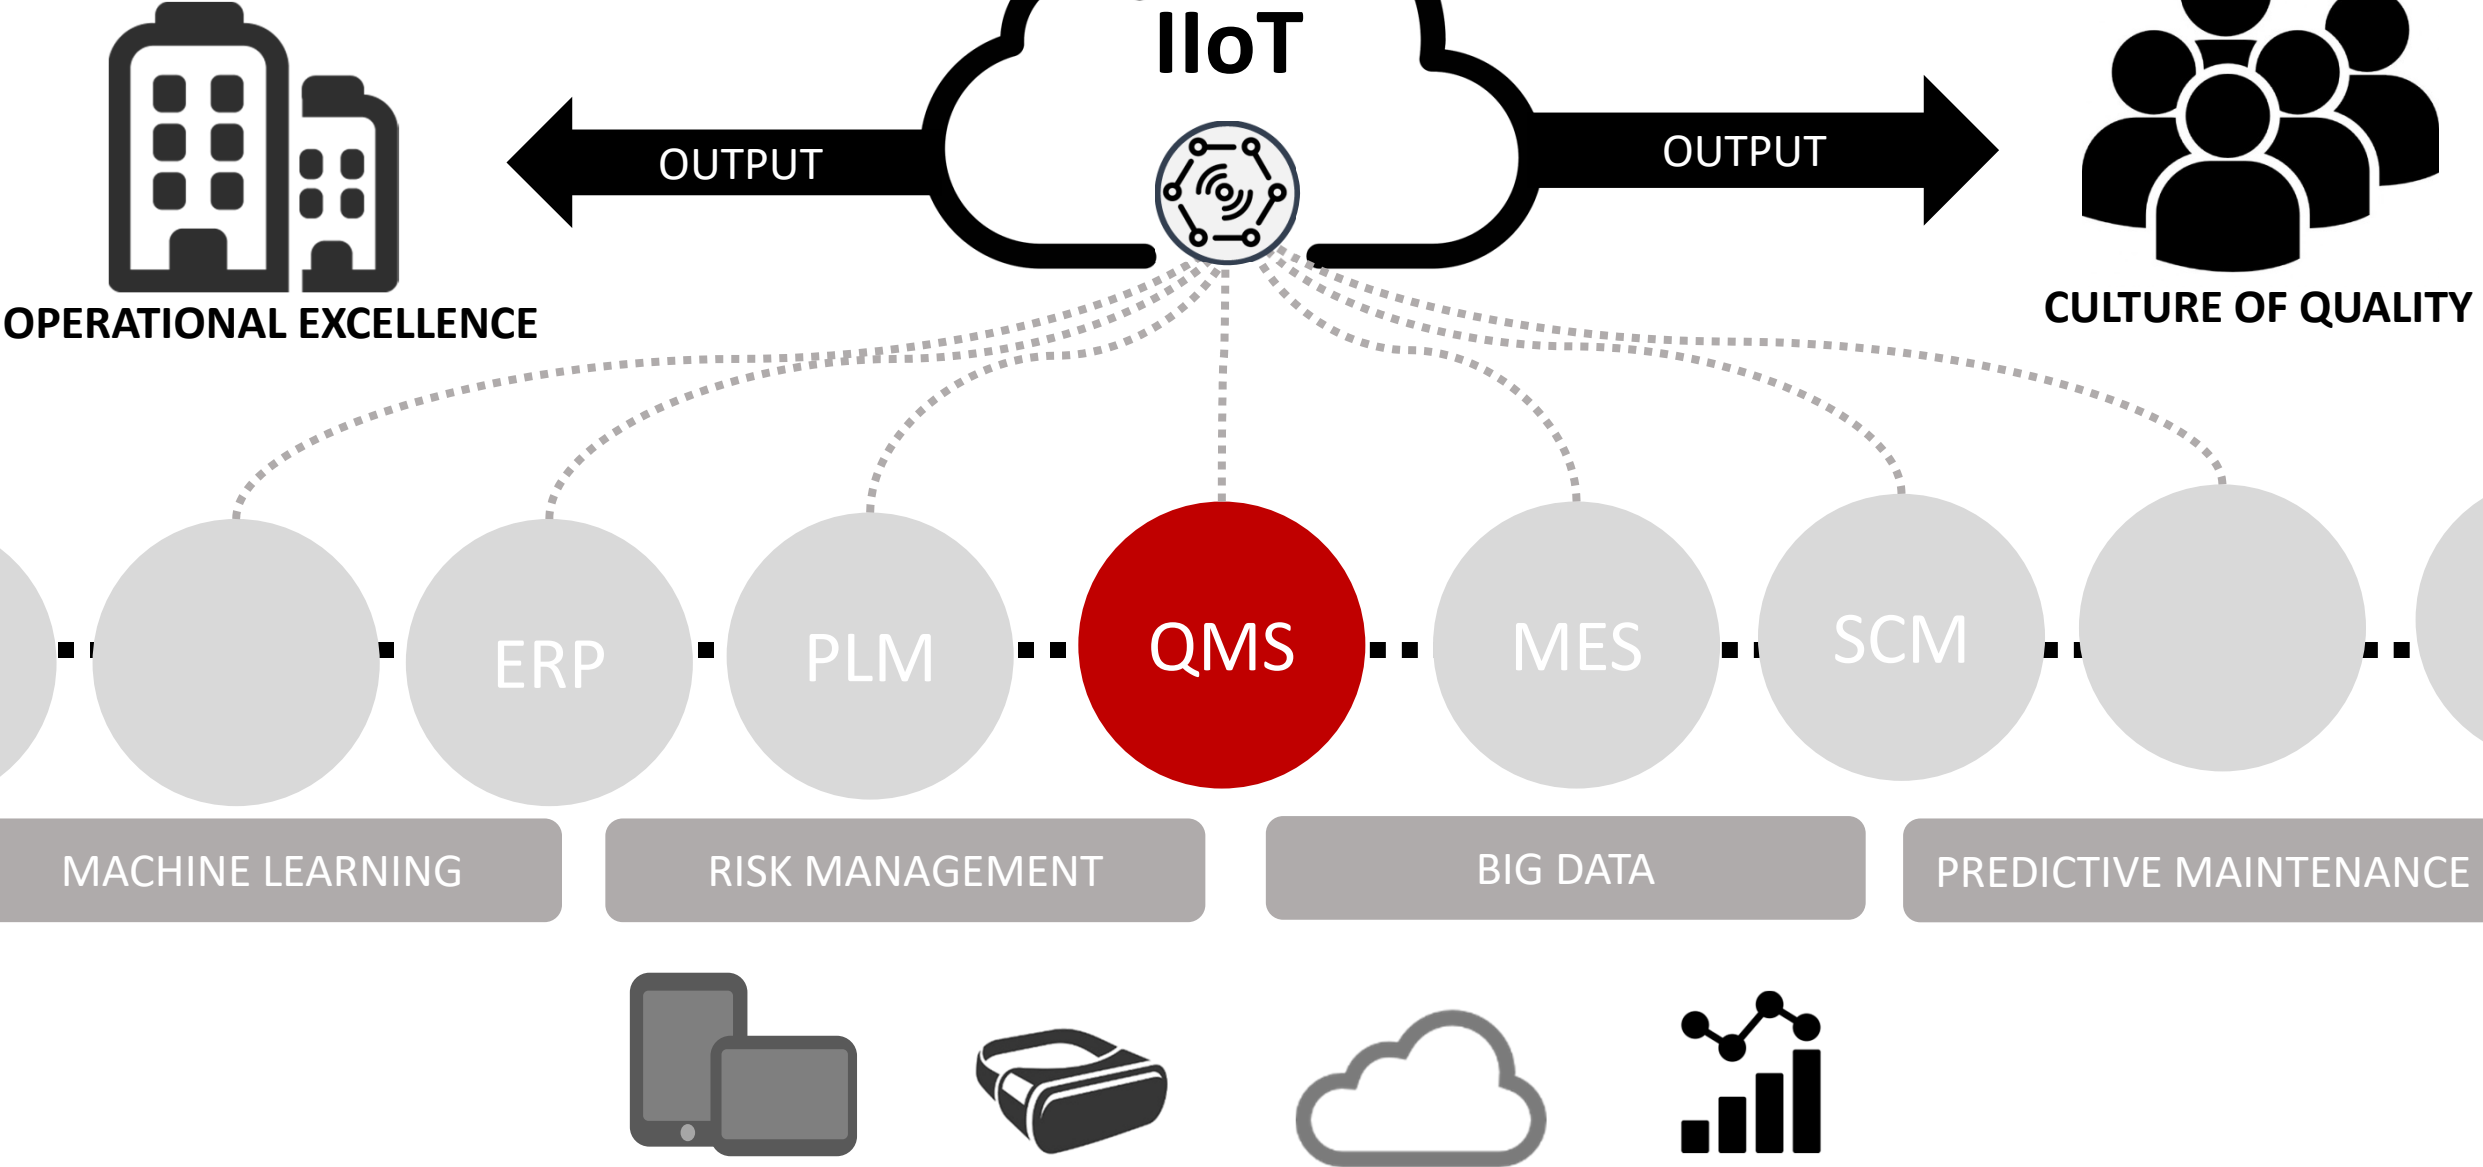 IIoT
OUTPUT
OUTPUT
OPERATIONAL EXCELLENCE
CULTURE OF QUALITY
ERP
PLM
QMS
MES
SCM
MACHINE LEARNING
RISK MANAGEMENT
BIG DATA
PREDICTIVE MAINTENANCE